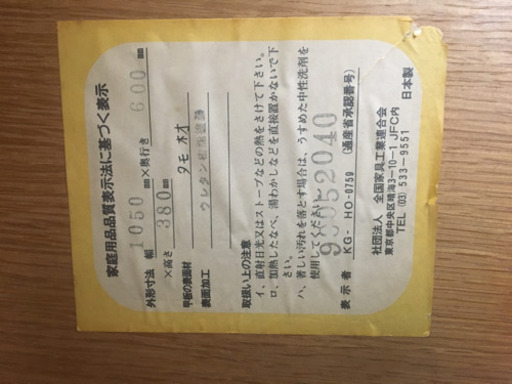 家庭用品品質表示法に基づく表示
外形寸法 幅 1050 mm × 奥行き 600 mm
× 高さ 380 mm
甲板の表面材 タモ材
表面加工 ウレタン樹脂塗装
取扱い上の注意
イ、直射日光又はストーブなどの熱をさけて下さい。
ロ、加熱したなべ、湯わかしなどを直接置かないで下
さい。
ハ、著しい汚れを落とす場合は、うすめた中性洗剤を
使用してください。
90052040
表示者 KG-HO-0759 (通産省承認番号)
社団法人 全国家具工業連合会
東京都中央区晴海3-10-1 JFC内
TEL (03) 533-9551
日本製